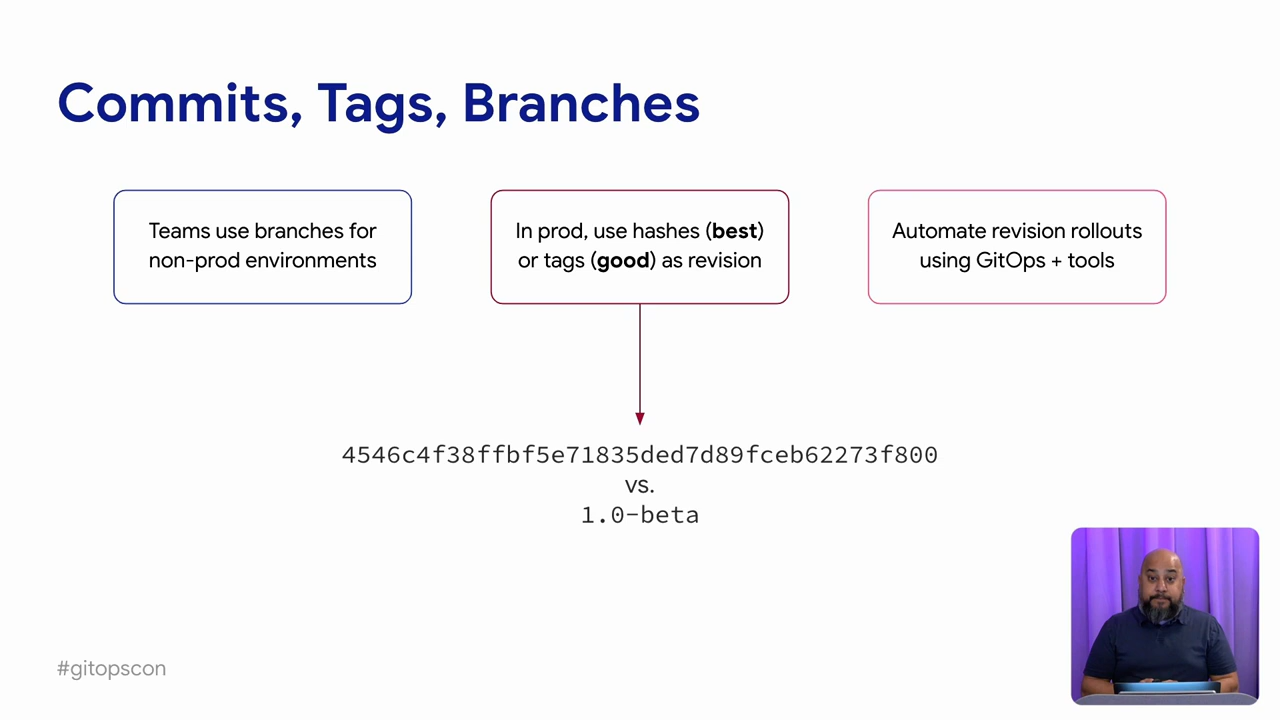 Commits, Tags, Branches
Teams use branches for
non-prod environments
In prod, use hashes (best)
or tags (good) as revision
Automate revision rollouts
using GitOps + tools
4546c4f38ffbf5e71835ded7d89fceb62273f800
vs.
1.0-beta
#gitopscon